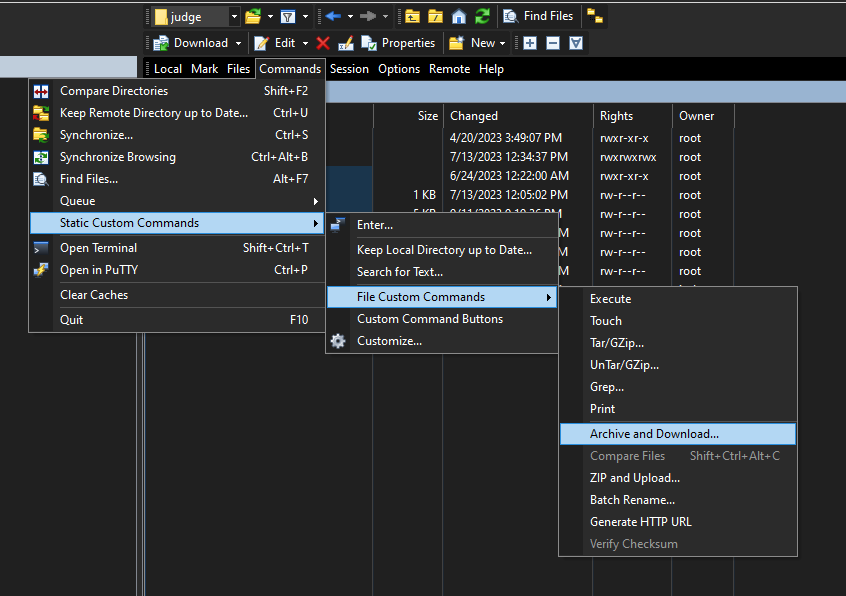 judge
Find Files
Download
Edit
Properties
New
Local Mark Files Commands Session Options Remote Help
Compare Directories Shift+F2
Keep Remote Directory up to Date... Ctrl+U
Synchronize... Ctrl+S
Synchronize Browsing Ctrl+Alt+B
Find Files... Alt+F7
Queue
Static Custom Commands
Open Terminal Shift+Ctrl+T
Open in PuTTY Ctrl+P
Clear Caches
Quit F10
Size Changed Rights Owner
4/20/2023 3:49:07 PM rwxr-xr-x root
7/13/2023 12:34:37 PM rwxrwxrwx root
6/24/2023 12:22:00 AM rwxr-xr-x root
1 KB 7/13/2023 12:05:02 PM rw-r--r-- root
rw-r--r-- root
M rw-r--r-- root
M rw-r--r-- root
M rw-r--r-- root
Enter...
Keep Local Directory up to Date...
Search for Text...
File Custom Commands
Custom Command Buttons
Customize...
Execute
Touch
Tar/GZip...
UnTar/GZip...
Grep...
Print
Archive and Download...
Compare Files Shift+Ctrl+Alt+C
ZIP and Upload...
Batch Rename...
Generate HTTP URL
Verify Checksum